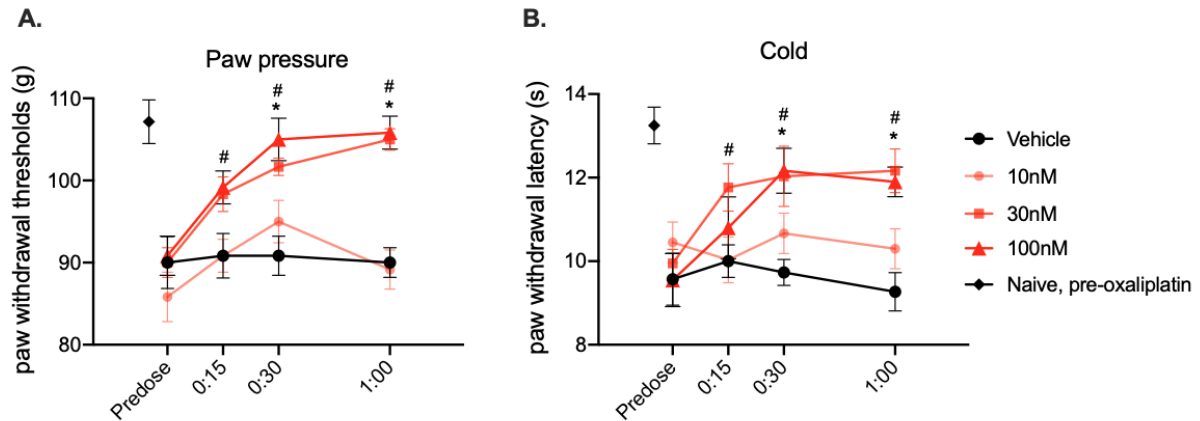 A.
Paw pressure
paw withdrawal thresholds (g)
110
100
90
80
#
#
*
#
*
Predose
0:15
0:30
1:00
B.
Cold
paw withdrawal latency (s)
14
12
10
8
#
#
*
#
*
Predose
0:15
0:30
1:00
Vehicle
10nM
30nM
100nM
Naive, pre-oxaliplatin